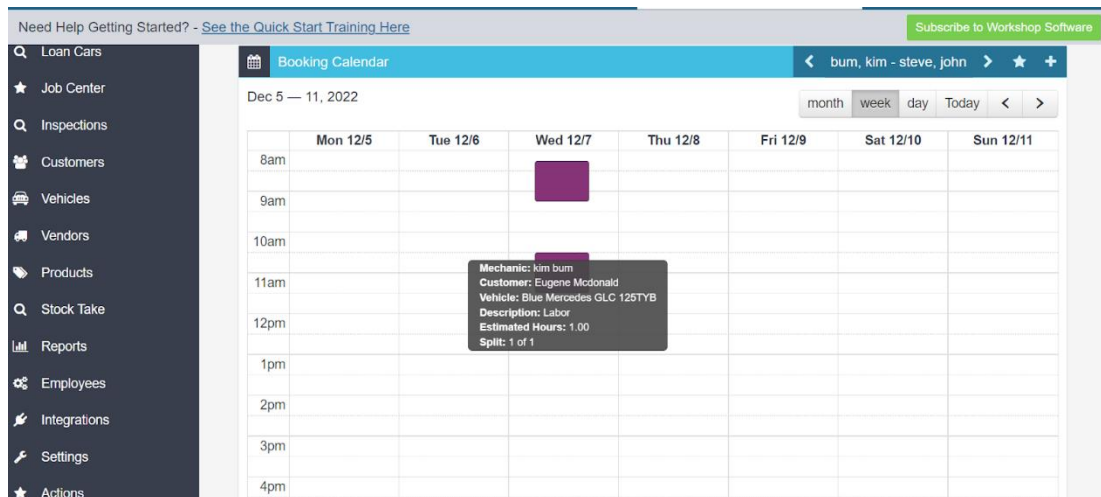 Need Help Getting Started? - See the Quick Start Training Here
Subscribe to Workshop Software
Loan Cars
Job Center
Inspections
Customers
Vehicles
Vendors
Products
Stock Take
Reports
Employees
Integrations
Settings
Actions
Booking Calendar
bum, kim - steve, john
Dec 5 — 11, 2022
month week day Today
Mon 12/5 Tue 12/6 Wed 12/7 Thu 12/8 Fri 12/9 Sat 12/10 Sun 12/11
8am
9am
10am
11am
12pm
1pm
2pm
3pm
4pm
Mechanic: kim bum
Customer: Eugene Mcdonald
Vehicle: Blue Mercedes GLC 125TYB
Description: Labor
Estimated Hours: 1.00
Split: 1 of 1